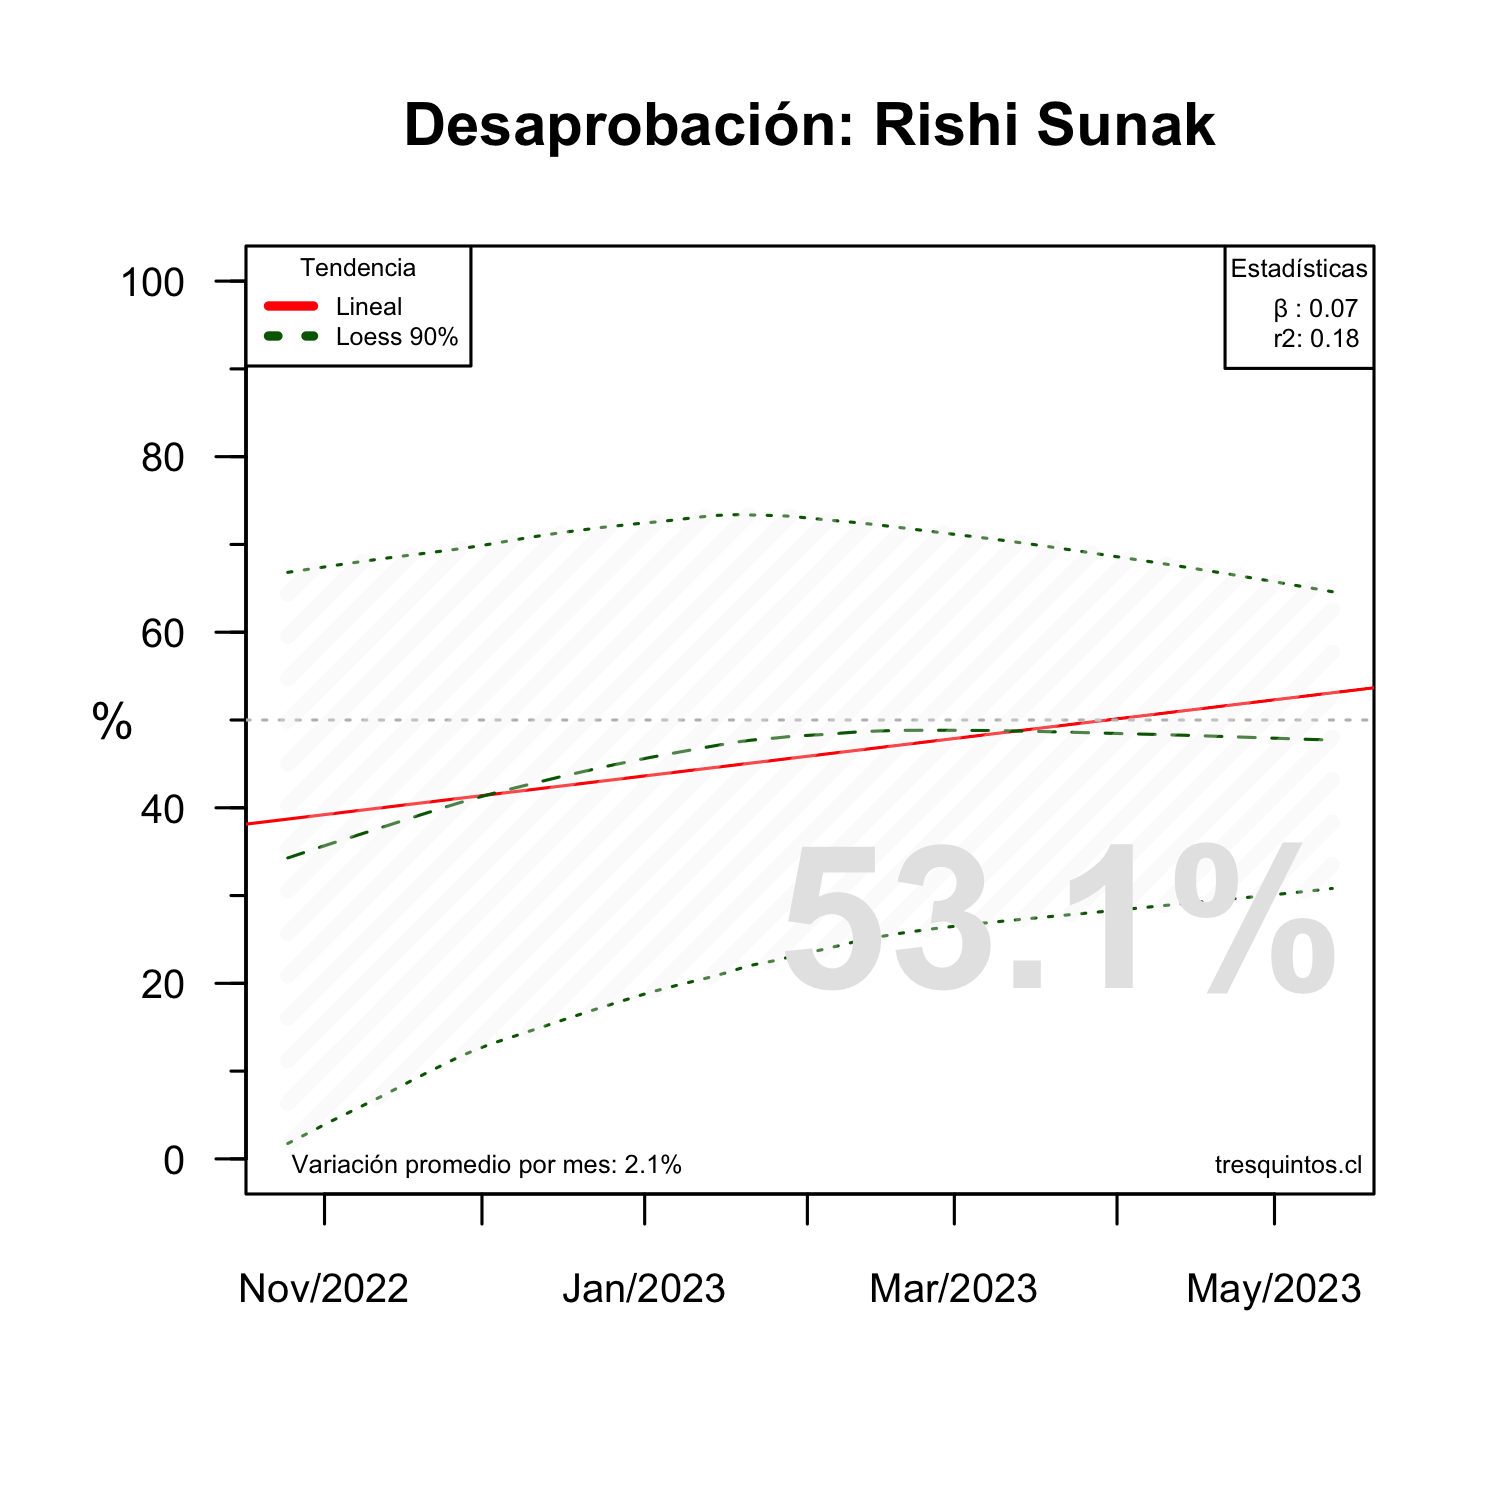 Desaprobación: Rishi Sunak
Tendencia
Lineal
Loess 90%
Estadísticas
β : 0.07
r2: 0.18
100
80
60
%
40
20
0
53.1%
Variación promedio por mes: 2.1%
tresquintos.cl
Nov/2022
Jan/2023
Mar/2023
May/2023